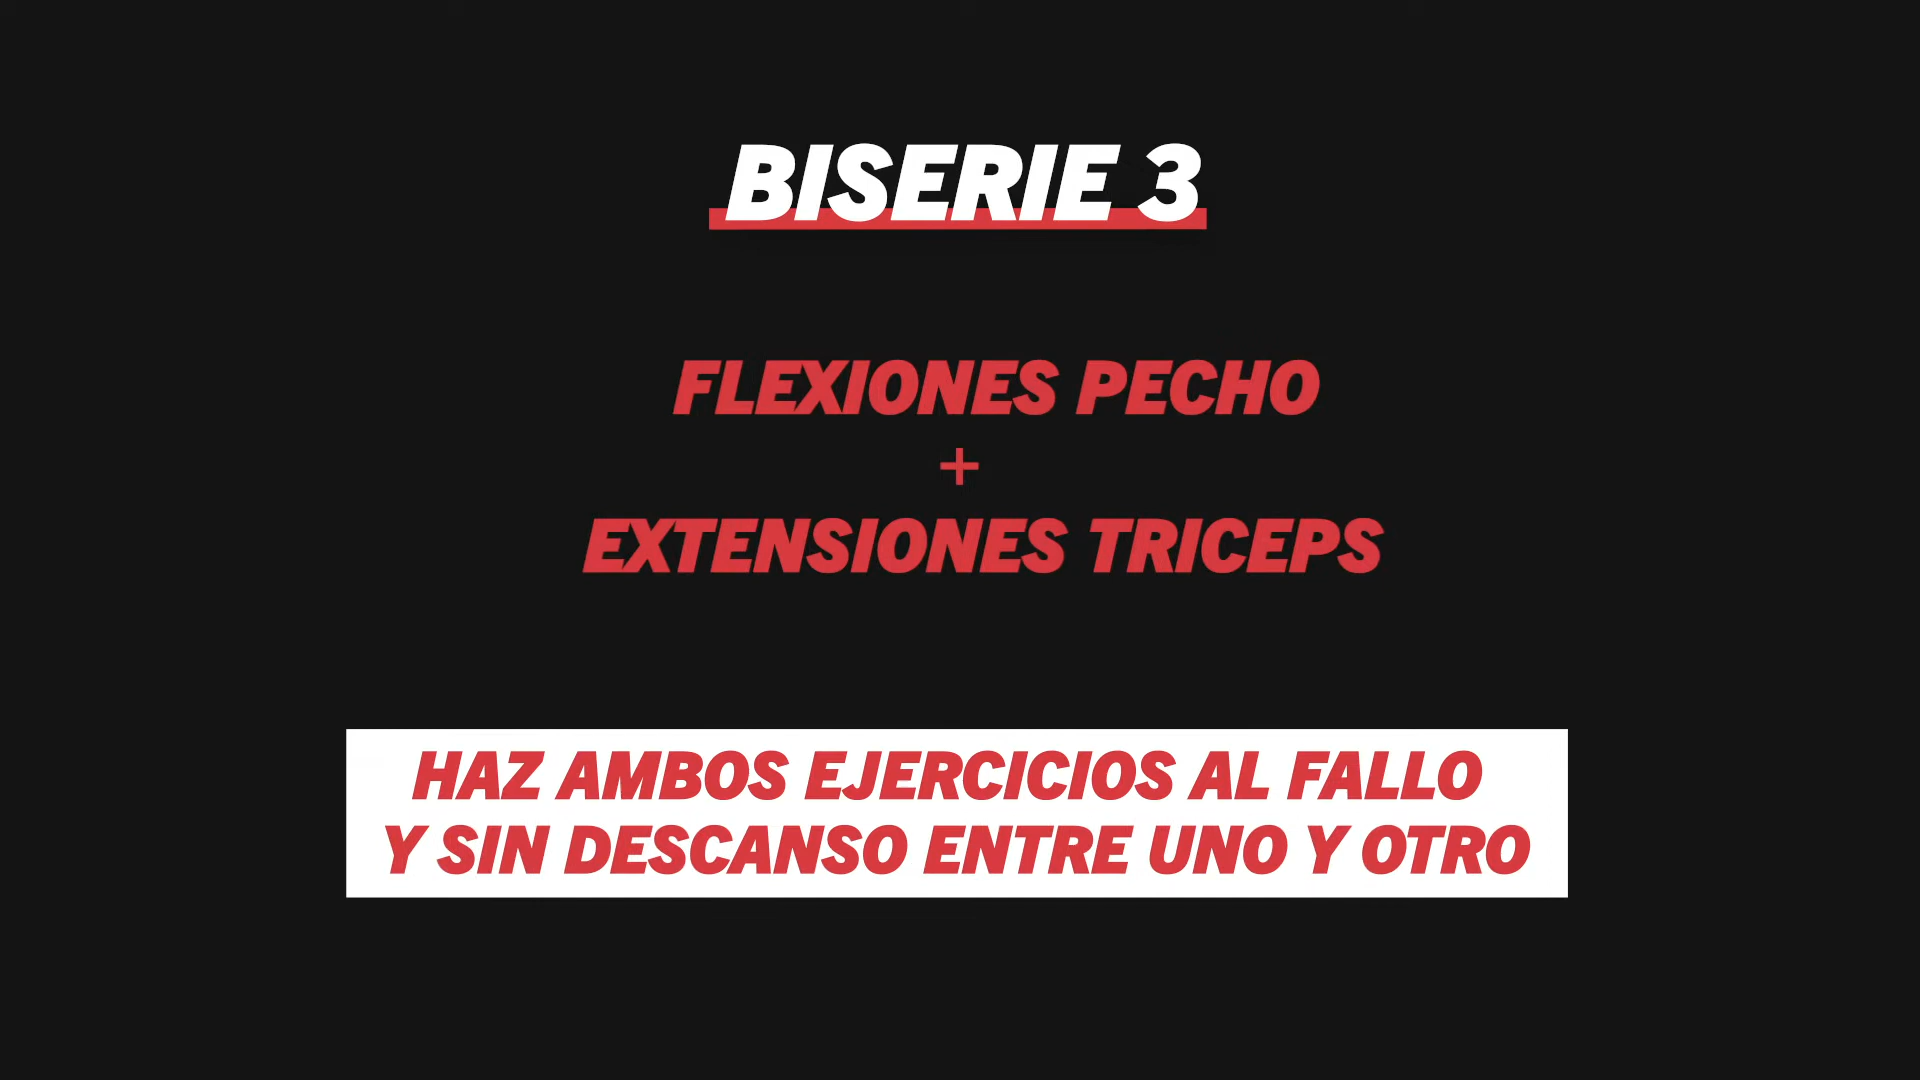 BISERIE 3
FLEXIONES PECHO
+
EXTENSIONES TRICEPS
HAZ AMBOS EJERCICIOS AL FALLO
Y SIN DESCANSO ENTRE UNO Y OTRO